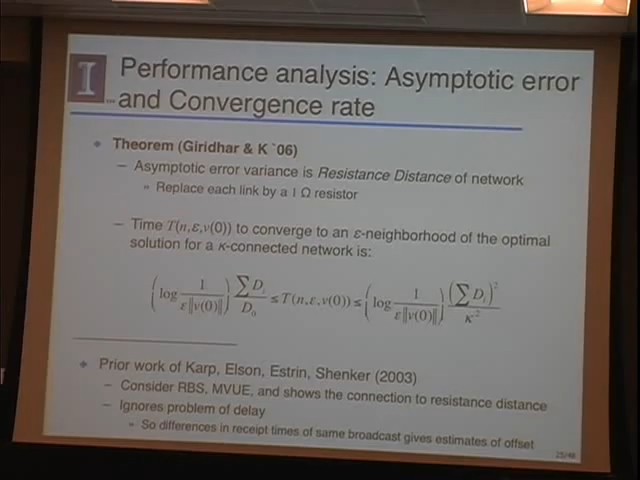 I
Performance analysis: Asymptotic error
and Convergence rate
Theorem (Giridhar & K `06)
– Asymptotic error variance is Resistance Distance of network
» Replace each link by a 1 Ω resistor
– Time T(n,ε,v(0)) to converge to an ε-neighborhood of the optimal
solution for a κ-connected network is:
(log 1/(ε‖v(0)‖)) (∑D_i)/D_0 ≤ T(n,ε,v(0)) ≤ (log 1/(ε‖v(0)‖)) (∑D_i)²/κ²
Prior work of Karp, Elson, Estrin, Shenker (2003)
– Consider RBS, MVUE, and shows the connection to resistance distance
– Ignores problem of delay
» So differences in receipt times of same broadcast gives estimates of offset